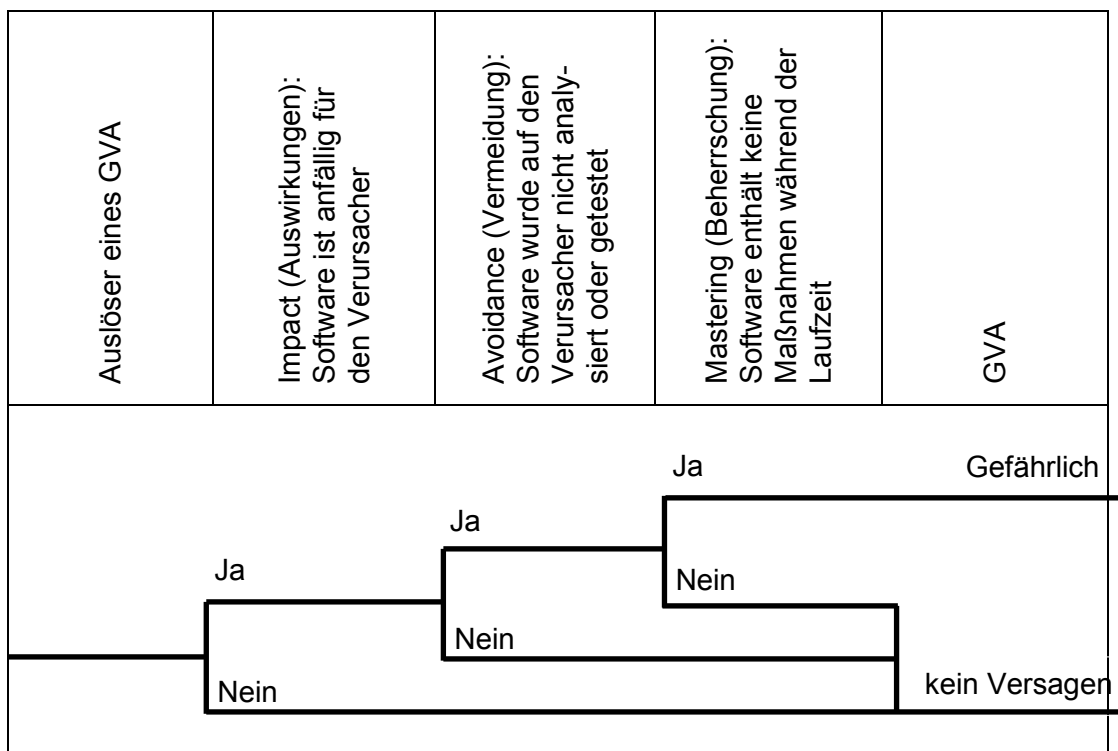 Auslöser eines GVA
Impact (Auswirkungen):
Software ist anfällig für
den Verursacher
Avoidance (Vermeidung):
Software wurde auf den
Verursacher nicht analy-
siert oder getestet
Mastering (Beherrschung):
Software enthält keine
Maßnahmen während der
Laufzeit
GVA
Ja
Gefährlich
Ja
Ja
Nein
Nein
Nein
kein Versagen